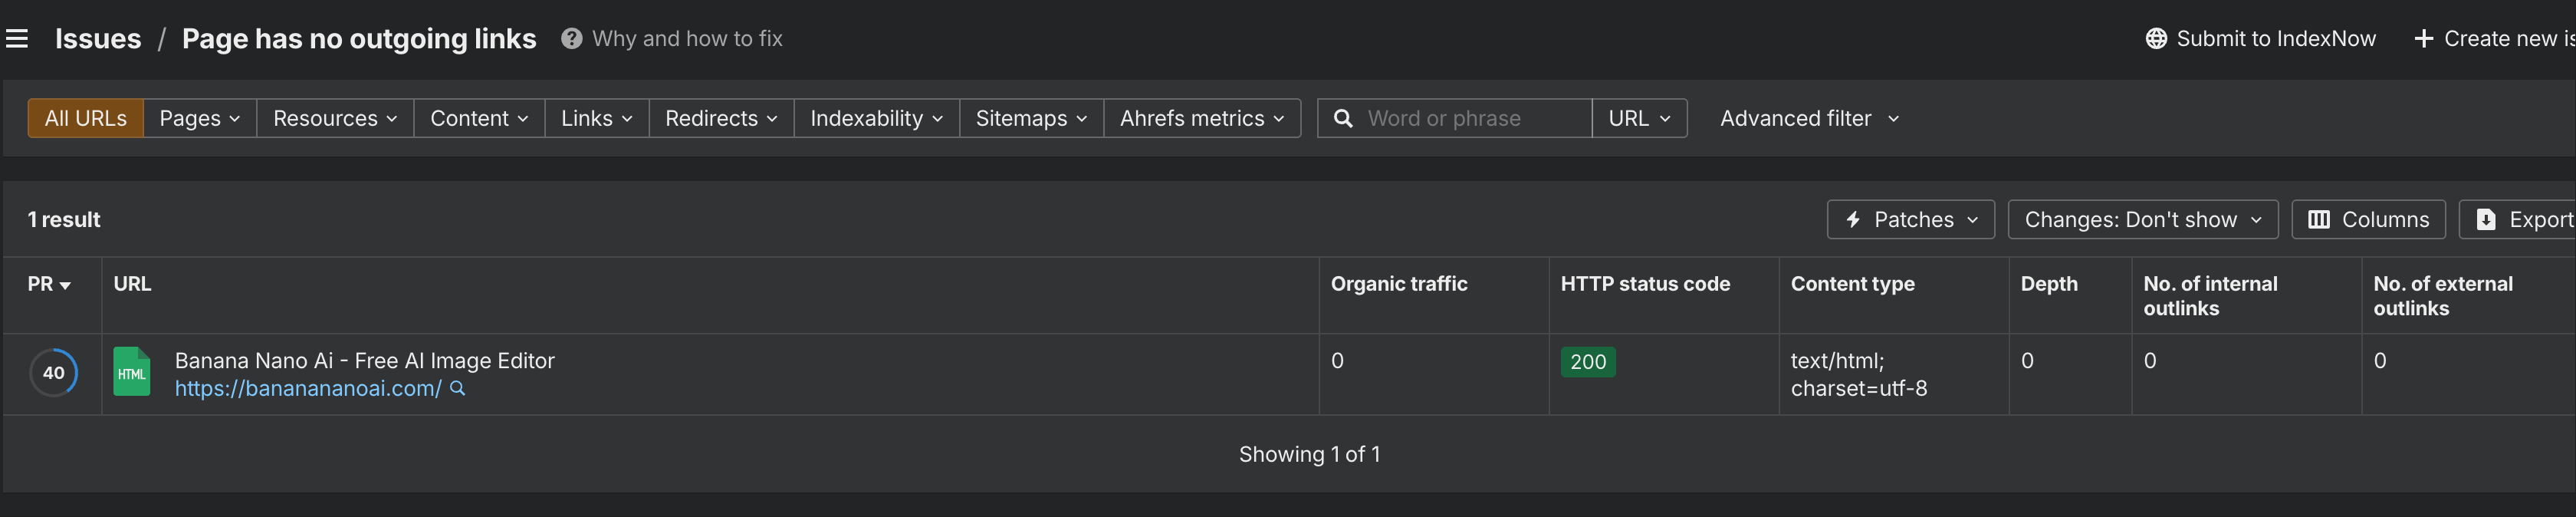 Issues / Page has no outgoing links Why and how to fix Submit to IndexNow Create new is
All URLs Pages Resources Content Links Redirects Indexability Sitemaps Ahrefs metrics Word or phrase URL Advanced filter
1 result Patches Changes: Don't show Columns Export
PR URL Organic traffic HTTP status code Content type Depth No. of internal outlinks No. of external outlinks
40 HTML Banana Nano Ai - Free AI Image Editor 0 200 text/html; 0 0 0
https://bananananoai.com/ charset=utf-8
Showing 1 of 1